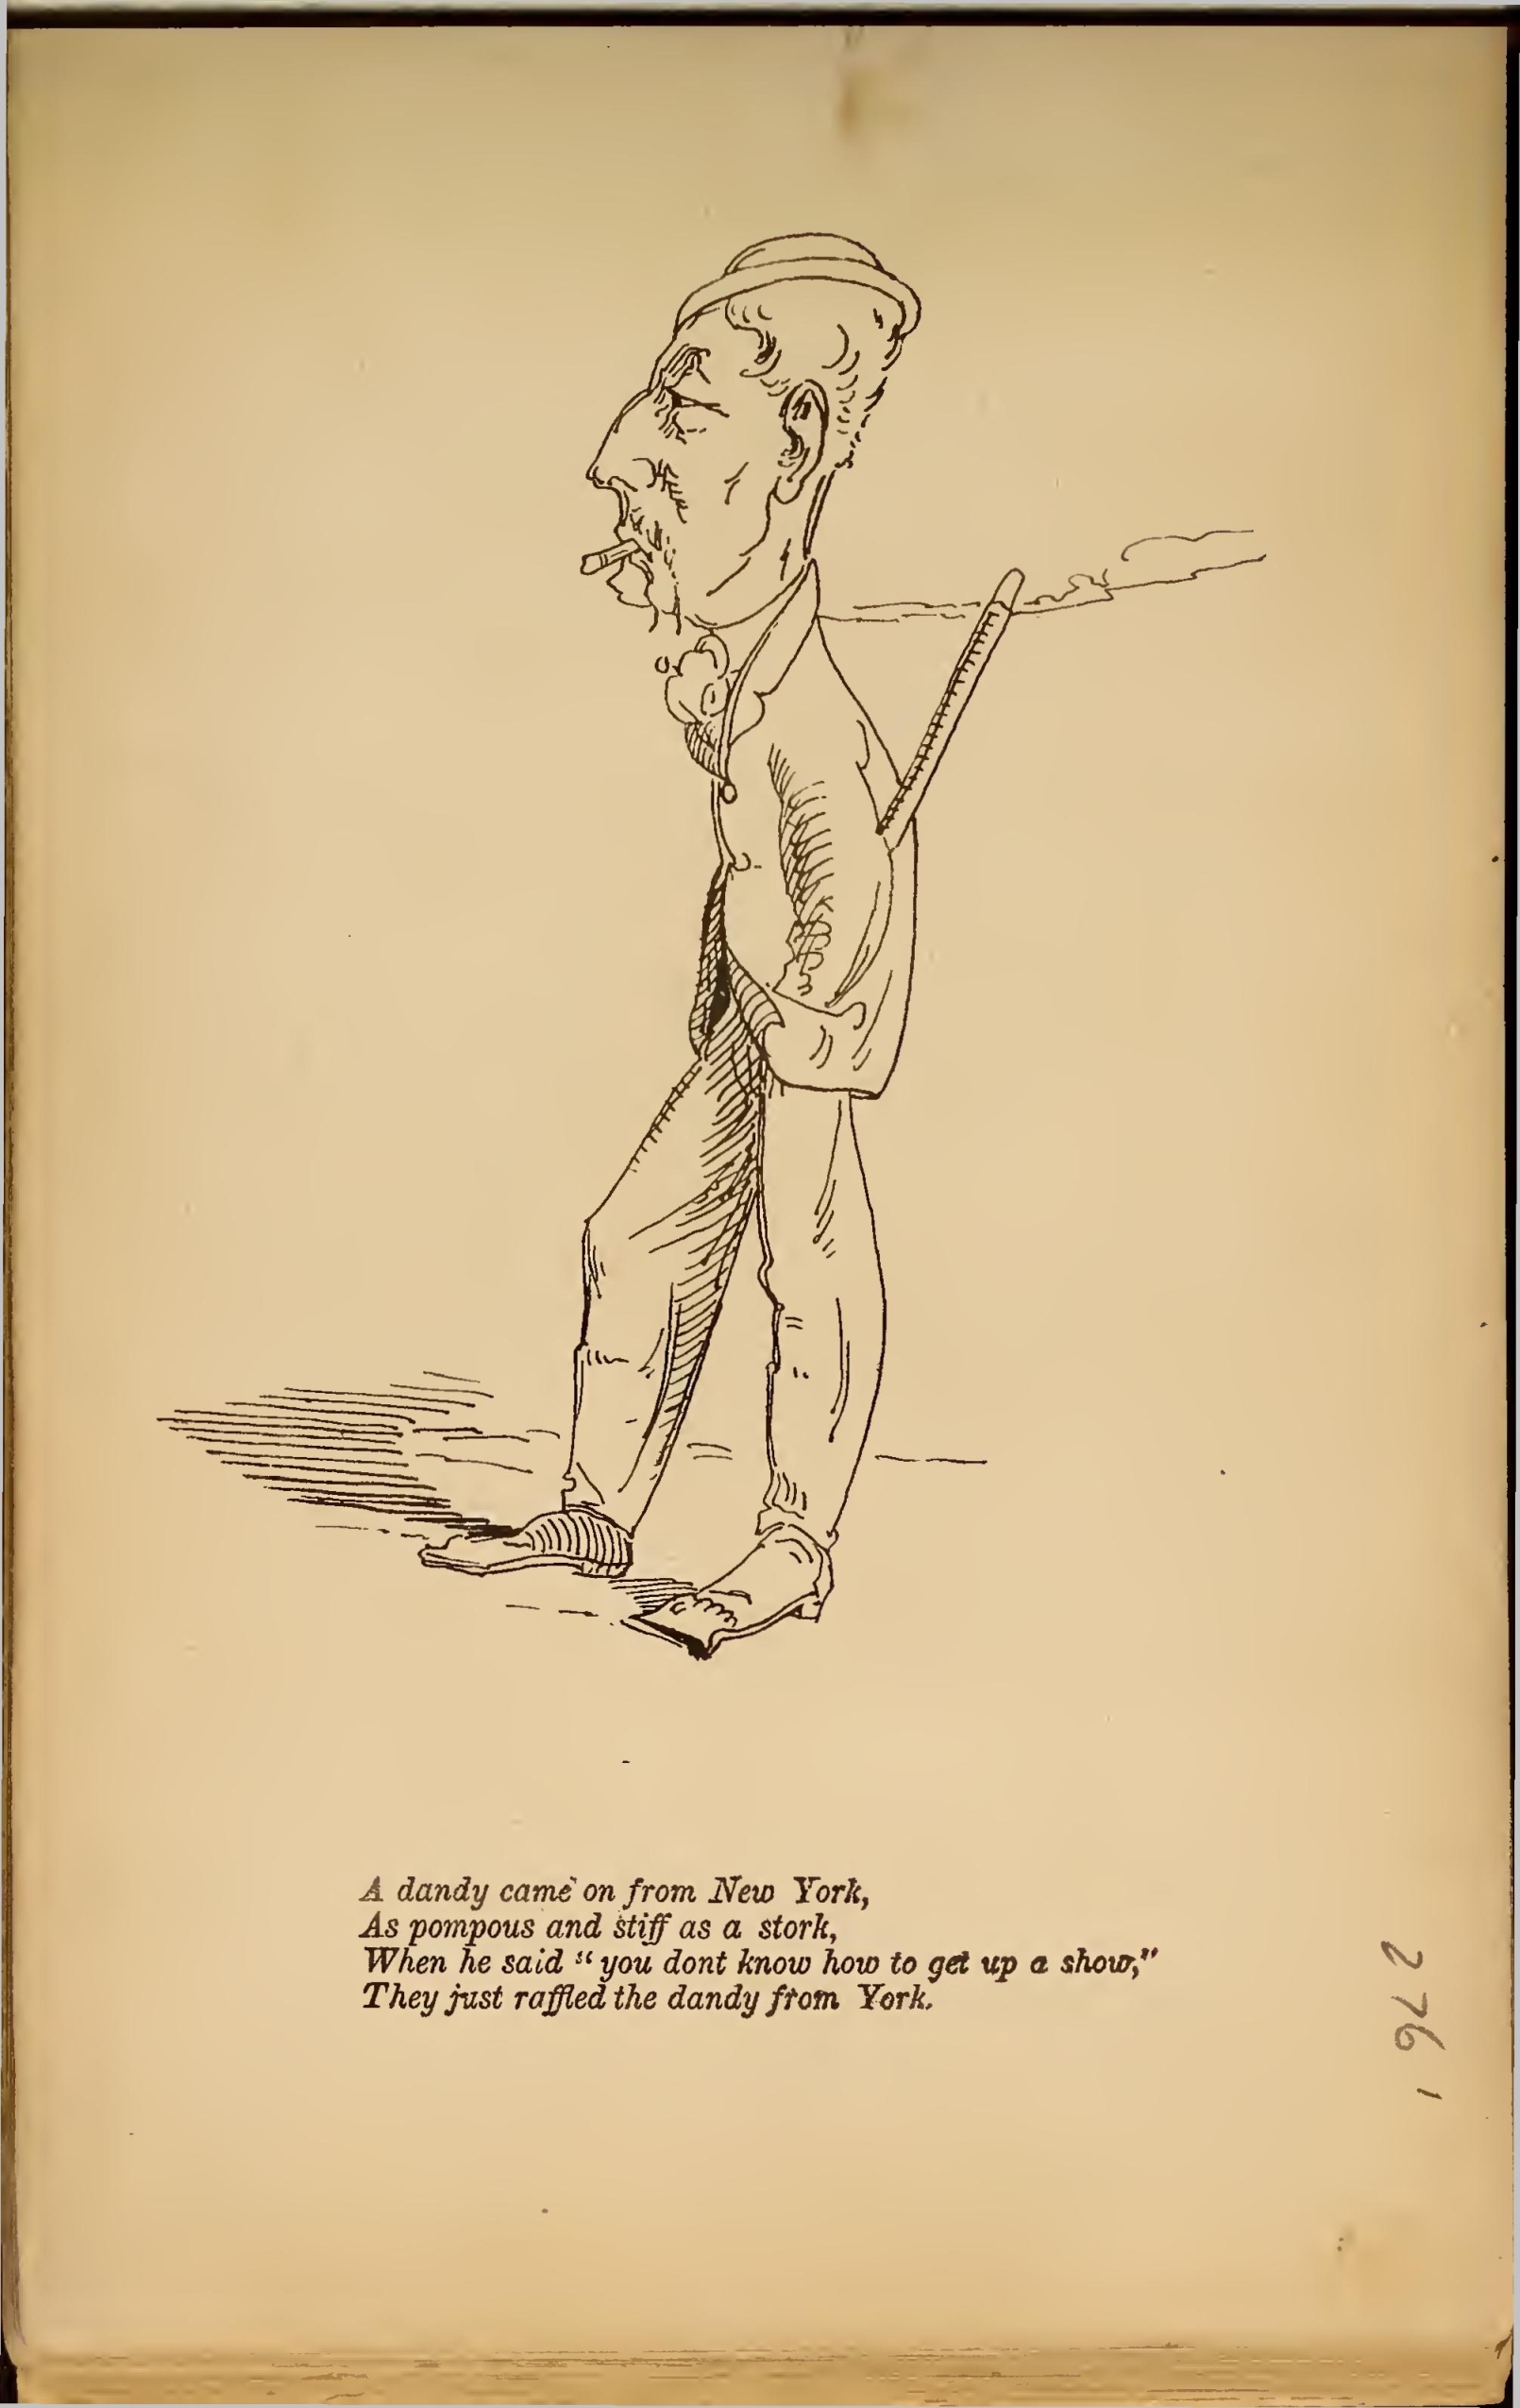 A dandy came on from New York,
As pompous and stiff as a stork,
When he said "you dont know how to get up a show,"
They just raffled the dandy from York.
276